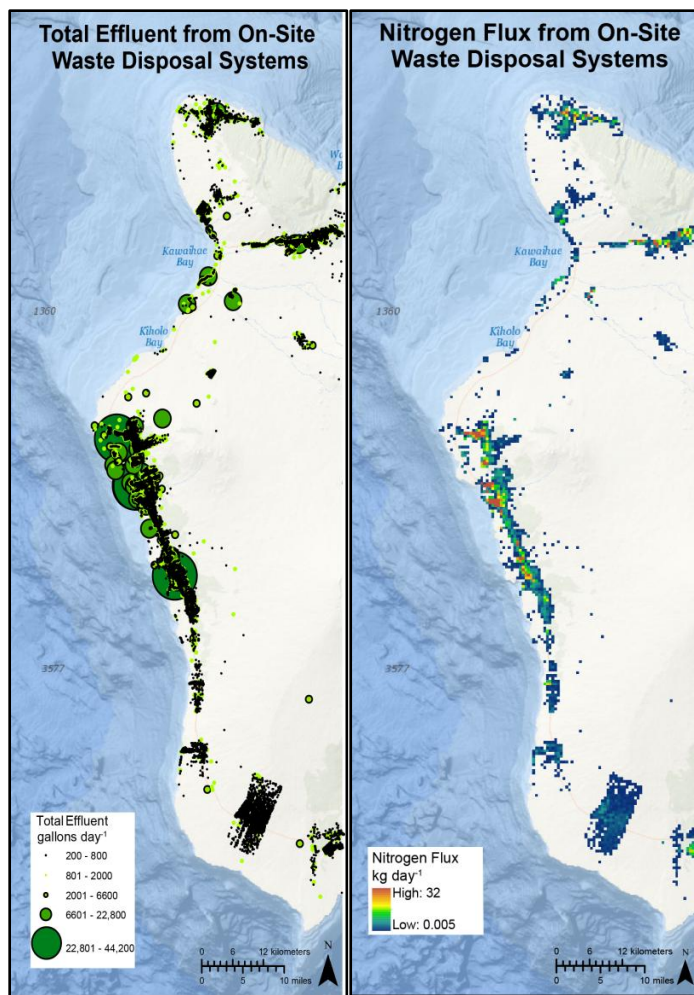 Total Effluent from On-Site
Waste Disposal Systems
Kawaihae
Bay
1360
Kiholo
Bay
3577
Total Effluent
gallons day-1
200 - 800
801 - 2000
2001 - 6600
6601 - 22,800
22,801 - 44,200
0 6 12 kilometers
0 5 10 miles
N
Nitrogen Flux from On-Site
Waste Disposal Systems
Kawaihae
Bay
1360
Kiholo
Bay
3577
Nitrogen Flux
kg day-1
High: 32
Low: 0.005
0 6 12 kilometers
0 5 10 miles
N